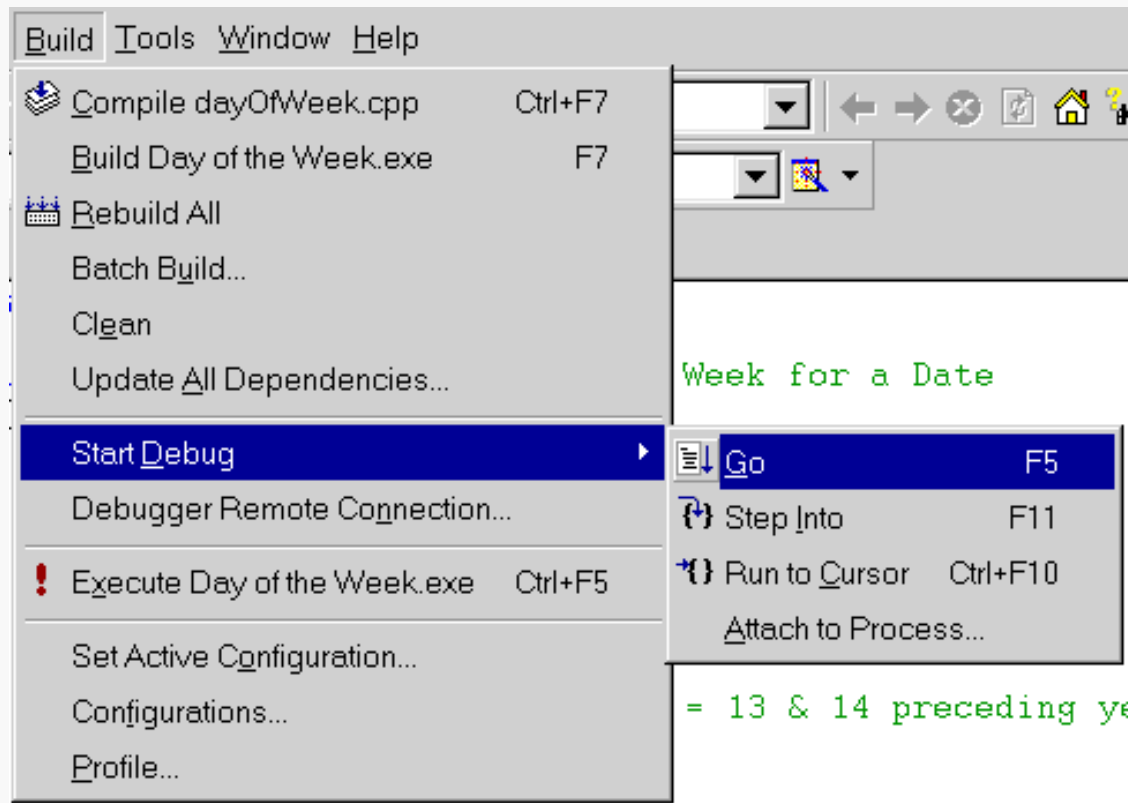 Build Tools Window Help
Compile dayOfWeek.cpp Ctrl+F7
Build Day of the Week.exe F7
Rebuild All
Batch Build...
Clean
Update All Dependencies...
Week for a Date
Start Debug
Go F5
Debugger Remote Connection...
Step Into F11
Execute Day of the Week.exe Ctrl+F5
Run to Cursor Ctrl+F10
Attach to Process...
Set Active Configuration...
Configurations...
= 13 & 14 preceding ye
Profile...